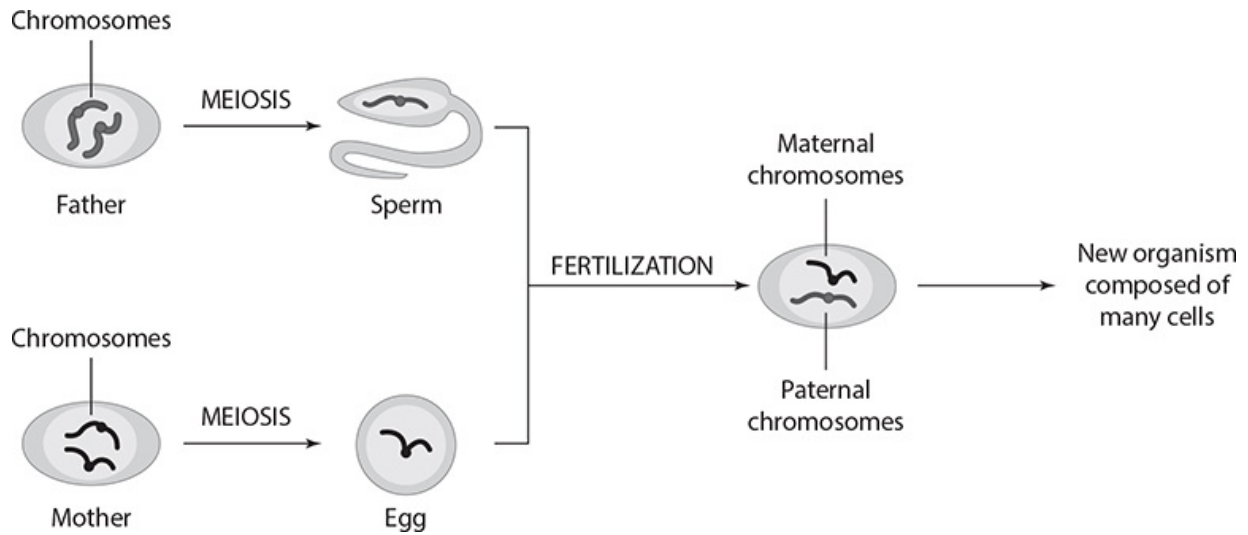 Chromosomes
MEIOSIS
Father
Sperm
Chromosomes
MEIOSIS
Mother
Egg
FERTILIZATION
Maternal
chromosomes
Paternal
chromosomes
New organism
composed of
many cells